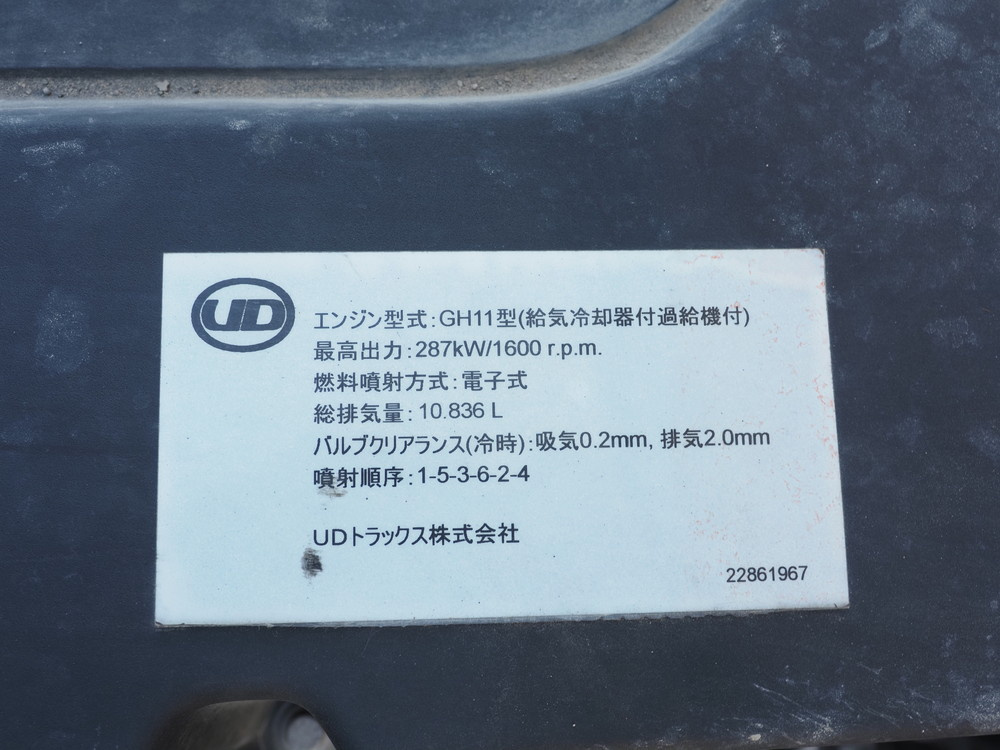 UD
エンジン型式:GH11型(給気冷却器付過給機付)
最高出力:287kW/1600 r.p.m.
燃料噴射方式:電子式
総排気量:10.836 L
バルブクリアランス(冷時):吸気0.2mm, 排気2.0mm
噴射順序:1-5-3-6-2-4
UDトラックス株式会社
22861967